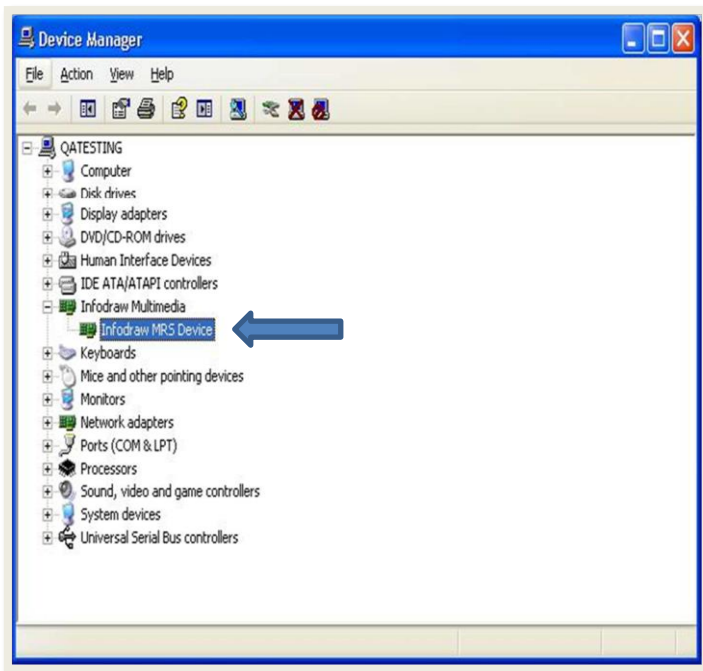 Device Manager
File Action View Help
QATESTING
Computer
Disk drives
Display adapters
DVD/CD-ROM drives
Human Interface Devices
IDE ATA/ATAPI controllers
Infodraw Multimedia
Infodraw MRS Device
Keyboards
Mice and other pointing devices
Monitors
Network adapters
Ports (COM & LPT)
Processors
Sound, video and game controllers
System devices
Universal Serial Bus controllers